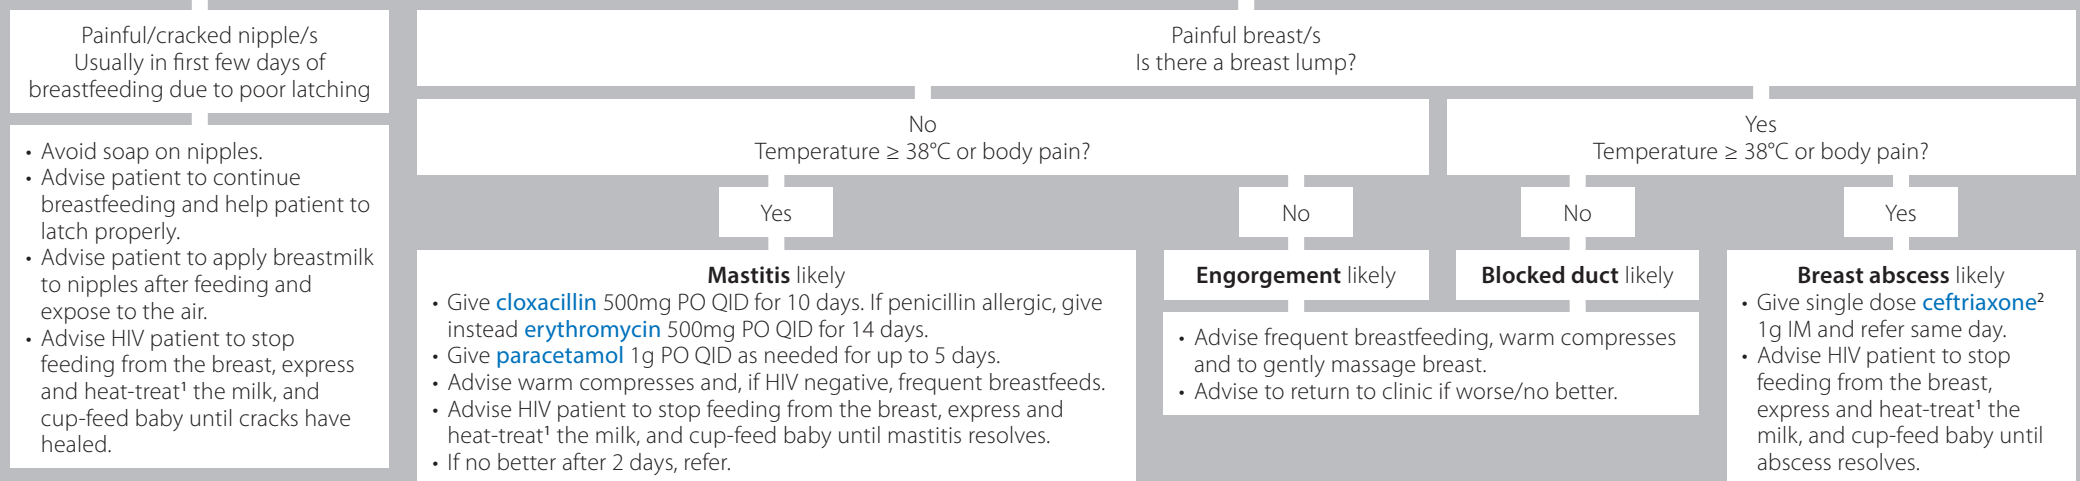 Painful/cracked nipple/s
Usually in first few days of
breastfeeding due to poor latching
• Avoid soap on nipples.
• Advise patient to continue
breastfeeding and help patient to
latch properly.
• Advise patient to apply breastmilk
to nipples after feeding and
expose to the air.
• Advise HIV patient to stop
feeding from the breast, express
and heat-treat¹ the milk, and
cup-feed baby until cracks have
healed.
Painful breast/s
Is there a breast lump?
No
Temperature ≥ 38°C or body pain?
Yes
Mastitis likely
• Give cloxacillin 500mg PO QID for 10 days. If penicillin allergic, give
instead erythromycin 500mg PO QID for 14 days.
• Give paracetamol 1g PO QID as needed for up to 5 days.
• Advise warm compresses and, if HIV negative, frequent breastfeeds.
• Advise HIV patient to stop feeding from the breast, express and
heat-treat¹ the milk, and cup-feed baby until mastitis resolves.
• If no better after 2 days, refer.
No
Engorgement likely
Yes
Temperature ≥ 38°C or body pain?
No
Blocked duct likely
• Advise frequent breastfeeding, warm compresses
and to gently massage breast.
• Advise to return to clinic if worse/no better.
Yes
Breast abscess likely
• Give single dose ceftriaxone²
1g IM and refer same day.
• Advise HIV patient to stop
feeding from the breast,
express and heat-treat¹ the
milk, and cup-feed baby until
abscess resolves.